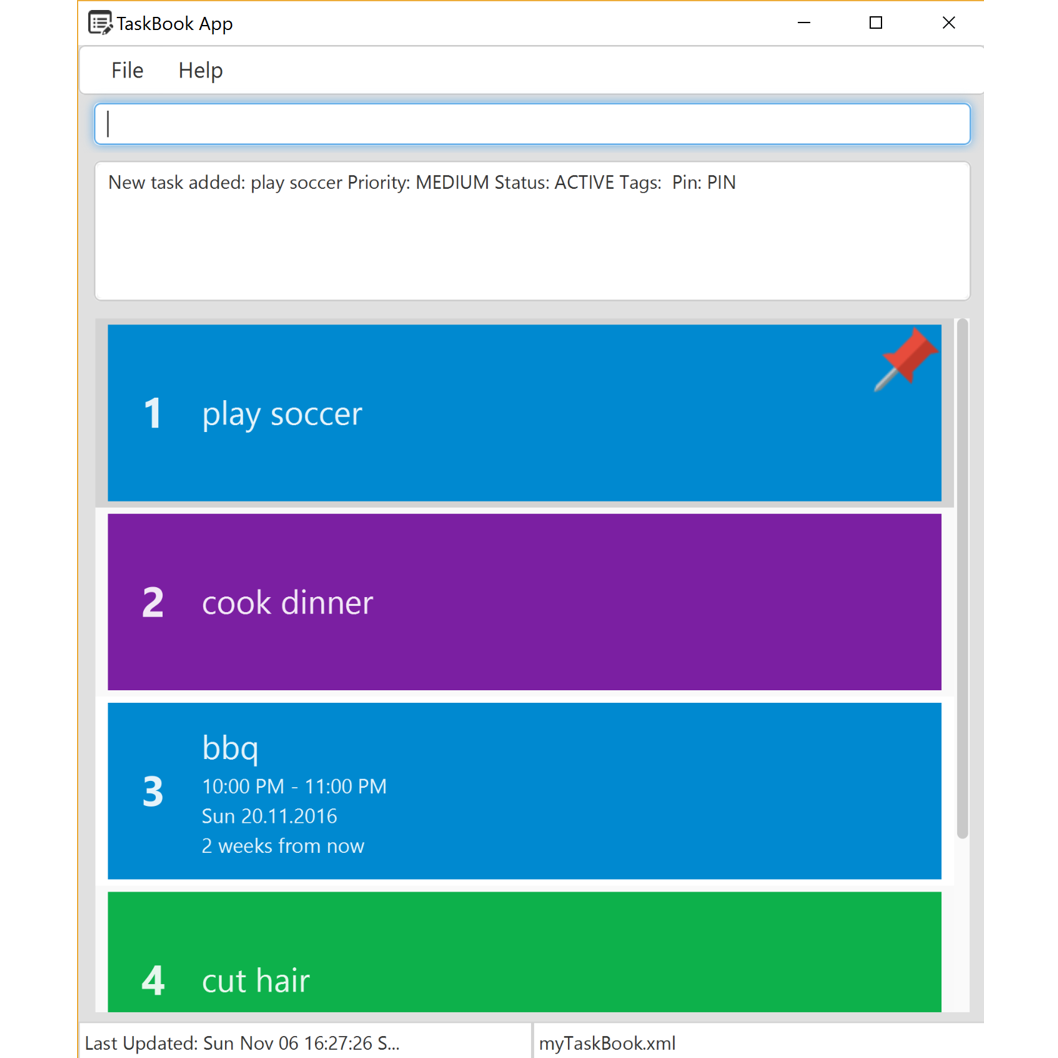 TaskBook App
File Help
New task added: play soccer Priority: MEDIUM Status: ACTIVE Tags:  Pin: PIN
1 play soccer
2 cook dinner
3
bbq
10:00 PM - 11:00 PM
Sun 20.11.2016
2 weeks from now
4 cut hair
Last Updated: Sun Nov 06 16:27:26 S... myTaskBook.xml